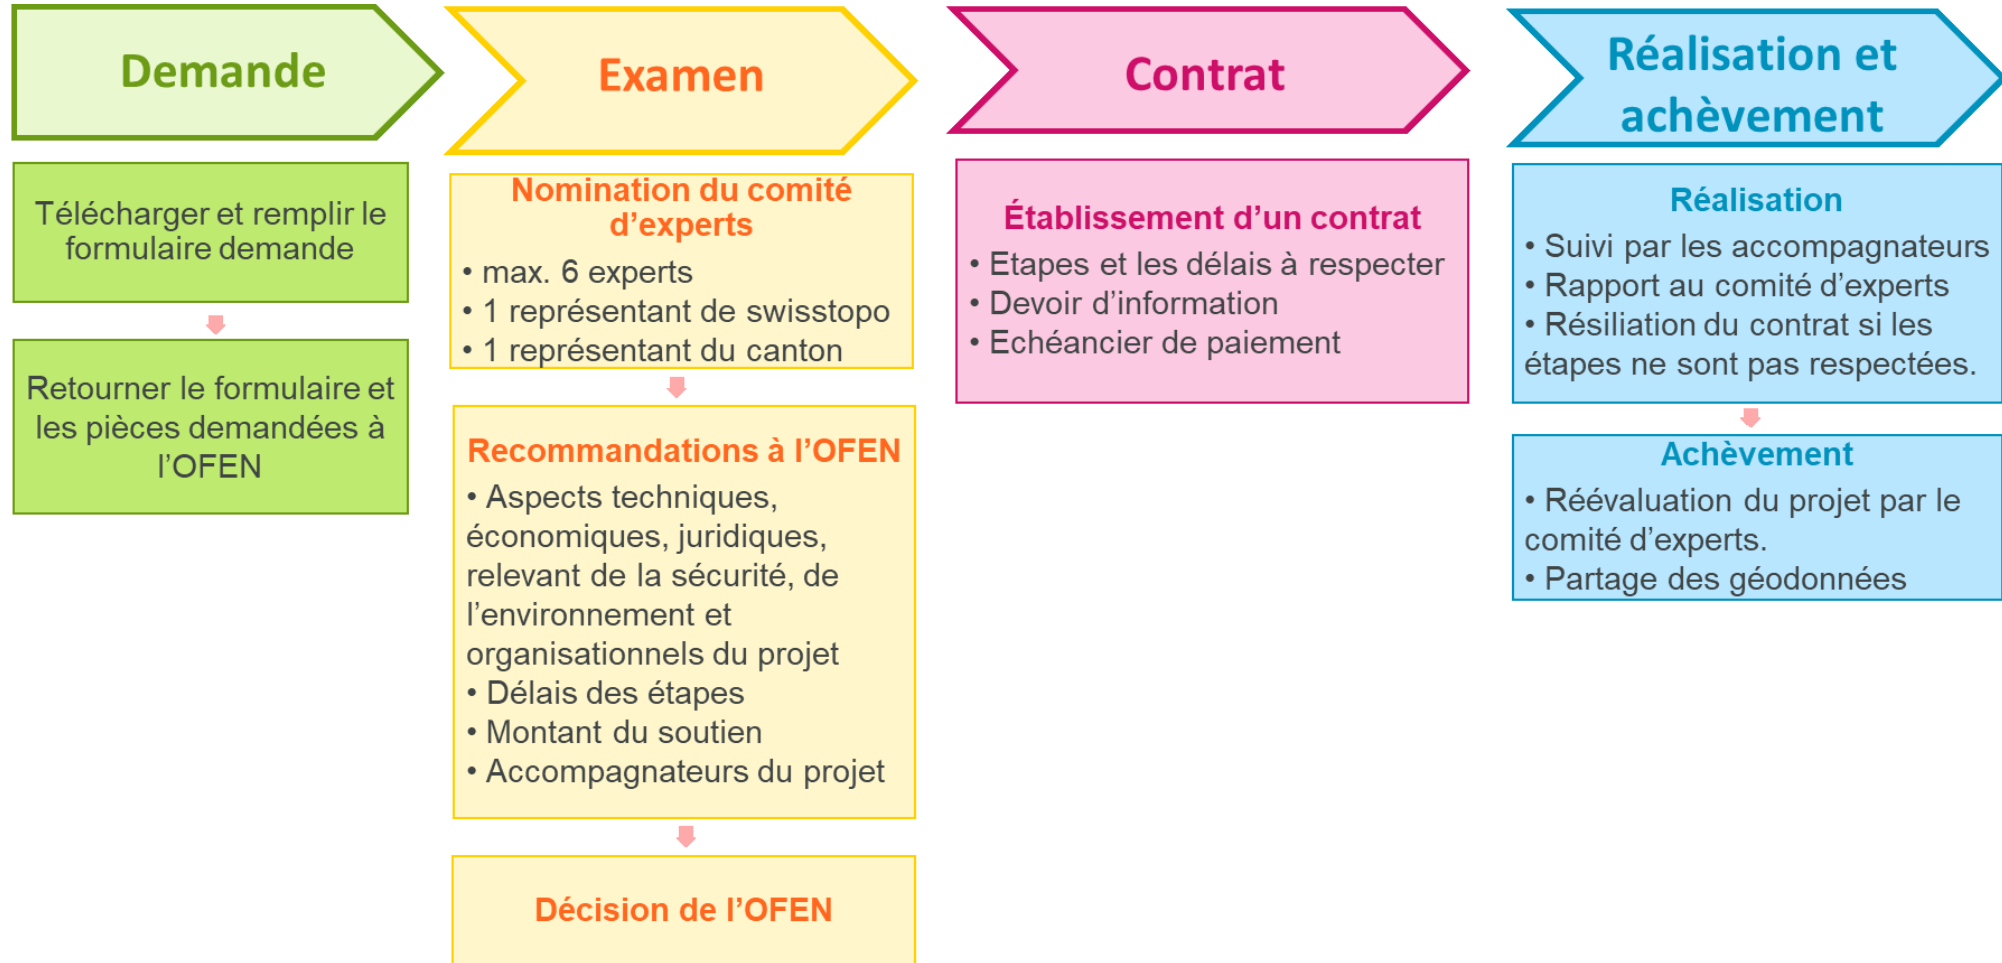 Demande
Télécharger et remplir le
formulaire demande
Retourner le formulaire et
les pièces demandées à
l’OFEN
Examen
Nomination du comité
d’experts
• max. 6 experts
• 1 représentant de swisstopo
• 1 représentant du canton
Recommandations à l’OFEN
• Aspects techniques,
économiques, juridiques,
relevant de la sécurité, de
l’environnement et
organisationnels du projet
• Délais des étapes
• Montant du soutien
• Accompagnateurs du projet
Décision de l’OFEN
Contrat
Établissement d’un contrat
• Etapes et les délais à respecter
• Devoir d’information
• Echéancier de paiement
Réalisation et
achèvement
Réalisation
• Suivi par les accompagnateurs
• Rapport au comité d’experts
• Résiliation du contrat si les
étapes ne sont pas respectées.
Achèvement
• Réévaluation du projet par le
comité d’experts.
• Partage des géodonnées